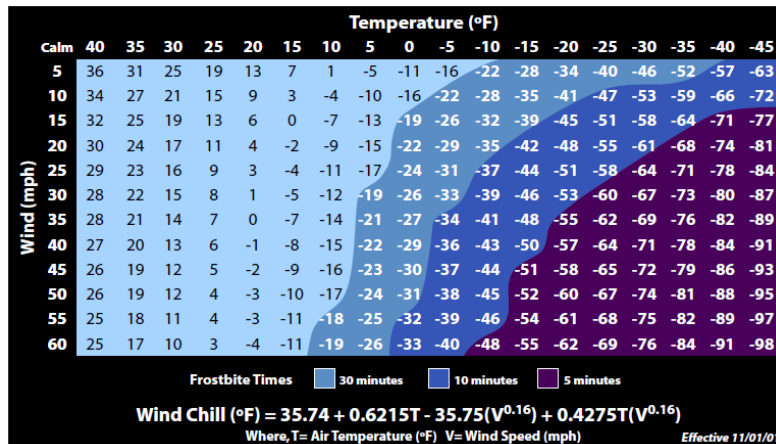 Temperature (ºF)
Calm 40 35 30 25 20 15 10 5 0 -5 -10 -15 -20 -25 -30 -35 -40 -45
5 36 31 25 19 13 7 1 -5 -11 -16 -22 -28 -34 -40 -46 -52 -57 -63
10 34 27 21 15 9 3 -4 -10 -16 -22 -28 -35 -41 -47 -53 -59 -66 -72
15 32 25 19 13 6 0 -7 -13 -19 -26 -32 -39 -45 -51 -58 -64 -71 -77
20 30 24 17 11 4 -2 -9 -15 -22 -29 -35 -42 -48 -55 -61 -68 -74 -81
25 29 23 16 9 3 -4 -11 -17 -24 -31 -37 -44 -51 -58 -64 -71 -78 -84
30 28 22 15 8 1 -5 -12 -19 -26 -33 -39 -46 -53 -60 -67 -73 -80 -87
35 28 21 14 7 0 -7 -14 -21 -27 -34 -41 -48 -55 -62 -69 -76 -82 -89
40 27 20 13 6 -1 -8 -15 -22 -29 -36 -43 -50 -57 -64 -71 -78 -84 -91
45 26 19 12 5 -2 -9 -16 -23 -30 -37 -44 -51 -58 -65 -72 -79 -86 -93
50 26 19 12 4 -3 -10 -17 -24 -31 -38 -45 -52 -60 -67 -74 -81 -88 -95
55 25 18 11 4 -3 -11 -18 -25 -32 -39 -46 -54 -61 -68 -75 -82 -89 -97
60 25 17 10 3 -4 -11 -19 -26 -33 -40 -48 -55 -62 -69 -76 -84 -91 -98
Wind (mph)
Frostbite Times 30 minutes 10 minutes 5 minutes
Wind Chill (ºF) = 35.74 + 0.6215T - 35.75(V^0.16) + 0.4275T(V^0.16)
Where, T= Air Temperature (ºF) V= Wind Speed (mph) Effective 11/01/0